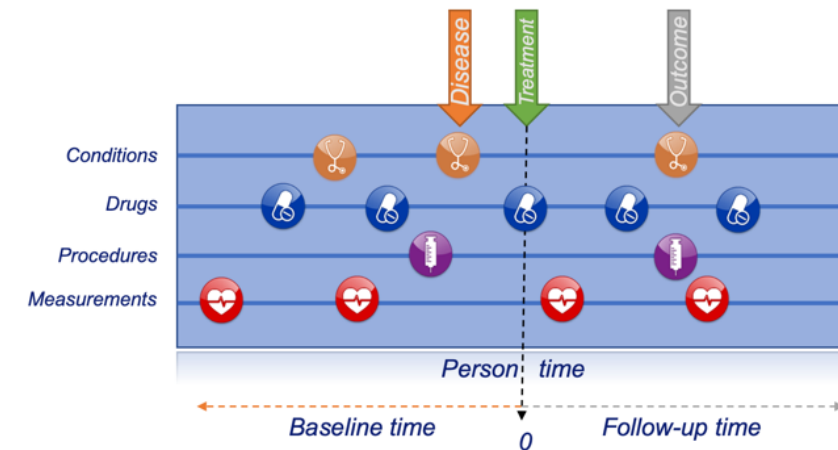 Disease
Treatment
Outcome
Conditions
Drugs
Procedures
Measurements
Person time
Baseline time
0
Follow-up time